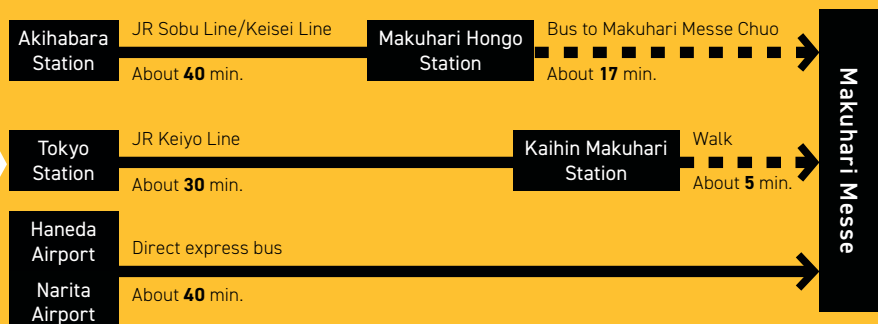 Akihabara
Station
JR Sobu Line/Keisei Line
About 40 min.
Makuhari Hongo
Station
Bus to Makuhari Messe Chuo
About 17 min.
Tokyo
Station
JR Keiyo Line
About 30 min.
Kaihin Makuhari
Station
Walk
About 5 min.
Haneda
Airport
Narita
Airport
Direct express bus
About 40 min.
Makuhari Messe